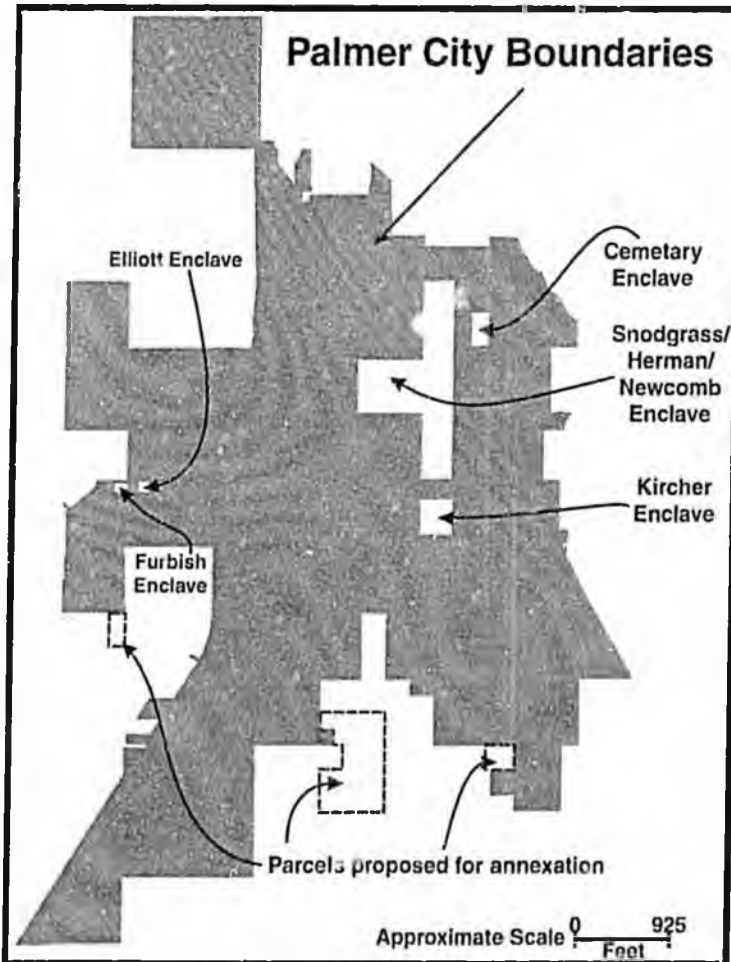 Palmer City Boundaries
Elliott Enclave
Cemetary
Enclave
Snodgrass/
Herman/
Newcomb
Enclave
Kircher
Enclave
Furbish
Enclave
Parcels proposed for annexation
Approximate Scale 0 925
Feet